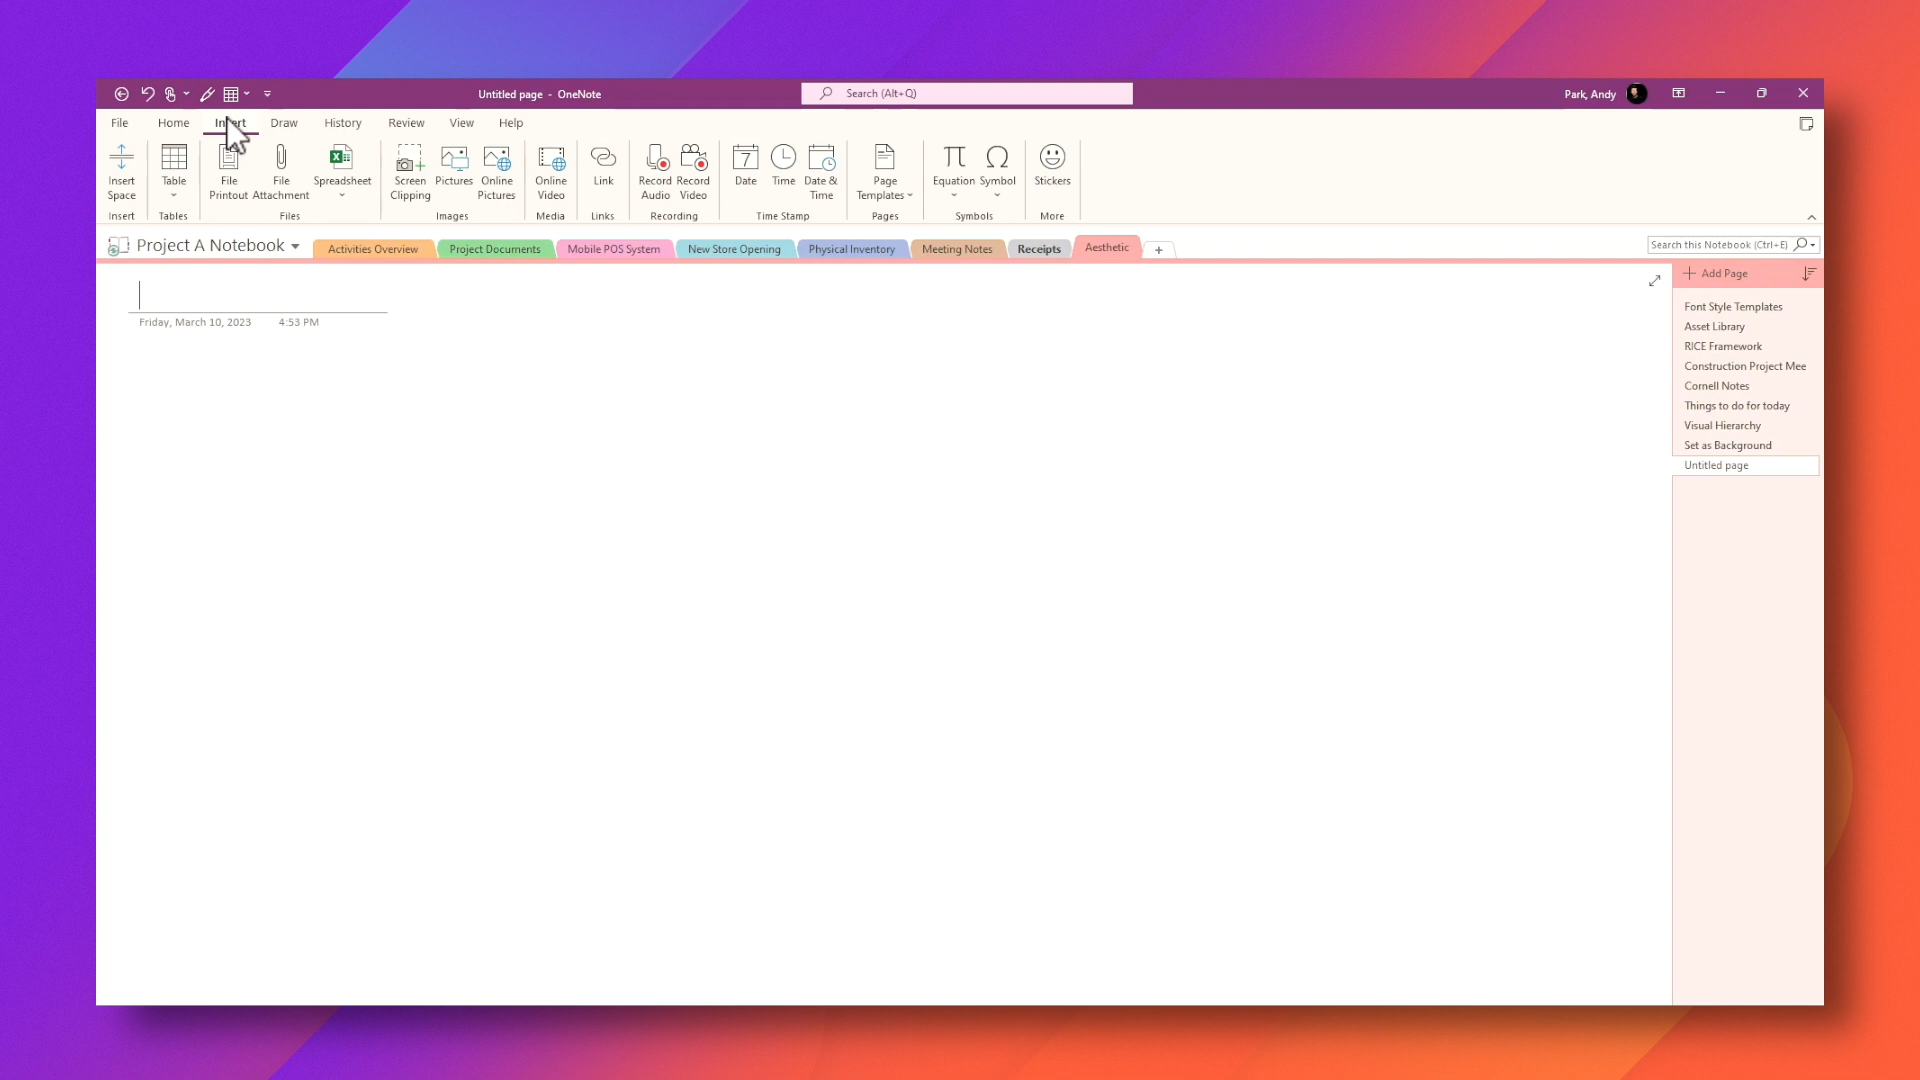 Untitled page - OneNote
Search (Alt+Q)
Park, Andy
File Home Insert Draw History Review View Help
Insert Space
Table
File Printout
File Attachment
Spreadsheet
Screen Clipping
Pictures
Online Pictures
Online Video
Link
Record Audio
Record Video
7
Date
Time
Date & Time
Page Templates
π
Equation
Ω
Symbol
Stickers
Insert Tables Files Images Media Links Recording Time Stamp Pages Symbols More
Project A Notebook
Activities Overview
Project Documents
Mobile POS System
New Store Opening
Physical Inventory
Meeting Notes
Receipts
Aesthetic
+
Search this Notebook (Ctrl+E)
Friday, March 10, 2023 4:53 PM
Add Page
Font Style Templates
Asset Library
RICE Framework
Construction Project Mee
Cornell Notes
Things to do for today
Visual Hierarchy
Set as Background
Untitled page